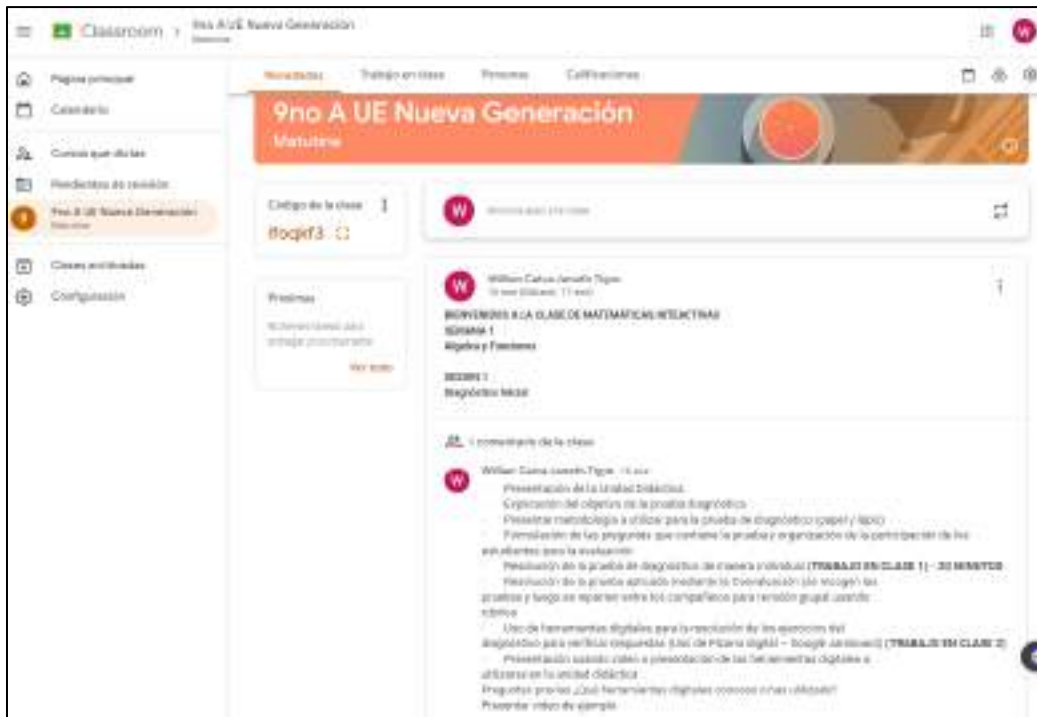 Classroom
9no A UE Nueva Generación
Matutina
Página principal
Calendario
Cursos que dictas
Pendientes de revisión
9no A UE Nueva Generación
Clases archivadas
Configuración
Novedades
Trabajo en clase
Personas
Calificaciones
9no A UE Nueva Generación
Matutina
Código de la clase
Próximas
Ver todo
BIENVENIDOS A LA CLASE DE MATEMÁTICAS
SEMANA 1
Álgebra y Funciones
Diagnóstico Inicial
1 comentario de la clase
Presentación de la Unidad Didáctica
Explicación del objetivo de la prueba diagnóstica
Presentar metodología a utilizar para la prueba de diagnóstico (papel y lápiz)
Formulación de las preguntas que contiene la prueba y organización de la participación de los
estudiantes para la evaluación
Resolución de la prueba de diagnóstico de manera individual (TRABAJO EN CLASE 1) - 20 MINUTOS
Resolución de la prueba aplicada mediante la Coevaluación (se recogen las
pruebas y luego se reparten entre los compañeros para revisión grupal usando
rúbrica
Uso de herramientas digitales para la resolución de los ejercicios del
diagnóstico para verificar respuestas (Uso de Pizarra digital – Google Jamboard) (TRABAJO EN CLASE 2)
Presentación usando video o presentación de las herramientas digitales a
utilizarse en la unidad didáctica
Preguntas previas ¿Qué herramientas digitales conoces o has utilizado?
Presentar video de ejemplo